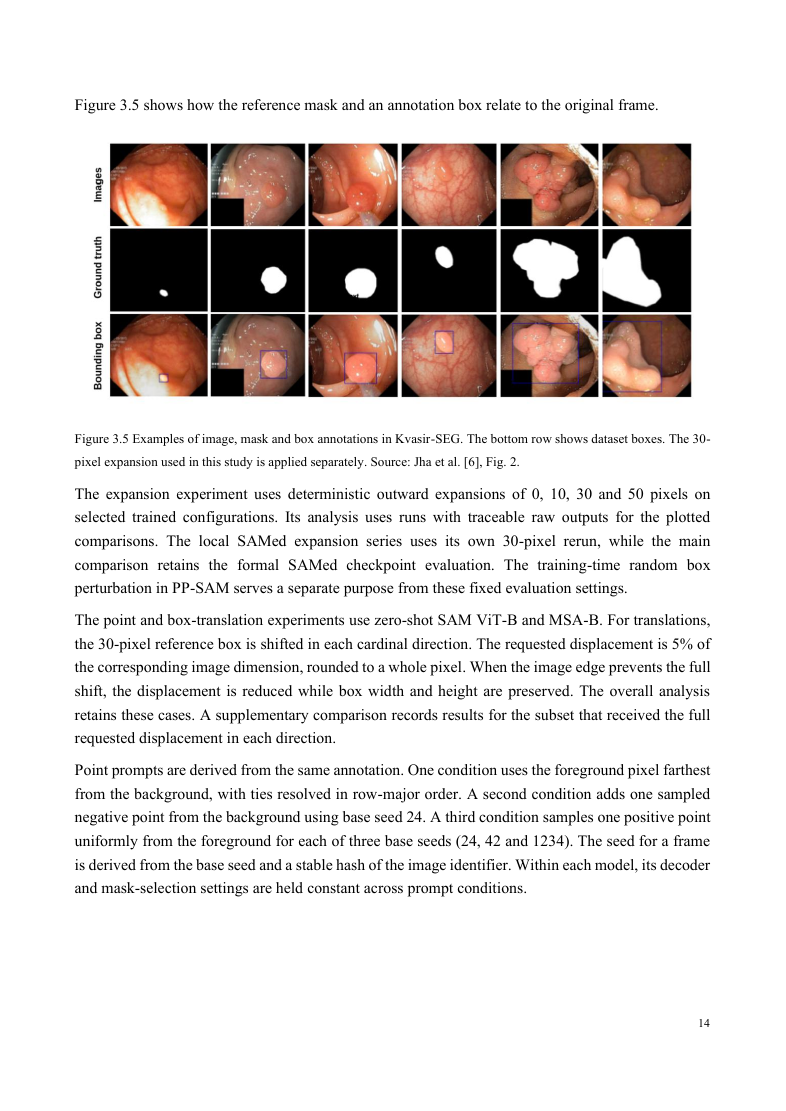 Figure 3.5 shows how the reference mask and an annotation box relate to the original frame.
Images
Ground truth
Bounding box
Figure 3.5 Examples of image, mask and box annotations in Kvasir-SEG. The bottom row shows dataset boxes. The 30-
pixel expansion used in this study is applied separately. Source: Jha et al. [6], Fig. 2.
The expansion experiment uses deterministic outward expansions of 0, 10, 30 and 50 pixels on
selected trained configurations. Its analysis uses runs with traceable raw outputs for the plotted
comparisons. The local SAMed expansion series uses its own 30-pixel rerun, while the main
comparison retains the formal SAMed checkpoint evaluation. The training-time random box
perturbation in PP-SAM serves a separate purpose from these fixed evaluation settings.
The point and box-translation experiments use zero-shot SAM ViT-B and MSA-B. For translations,
the 30-pixel reference box is shifted in each cardinal direction. The requested displacement is 5% of
the corresponding image dimension, rounded to a whole pixel. When the image edge prevents the full
shift, the displacement is reduced while box width and height are preserved. The overall analysis
retains these cases. A supplementary comparison records results for the subset that received the full
requested displacement in each direction.
Point prompts are derived from the same annotation. One condition uses the foreground pixel farthest
from the background, with ties resolved in row-major order. A second condition adds one sampled
negative point from the background using base seed 24. A third condition samples one positive point
uniformly from the foreground for each of three base seeds (24, 42 and 1234). The seed for a frame
is derived from the base seed and a stable hash of the image identifier. Within each model, its decoder
and mask-selection settings are held constant across prompt conditions.
14